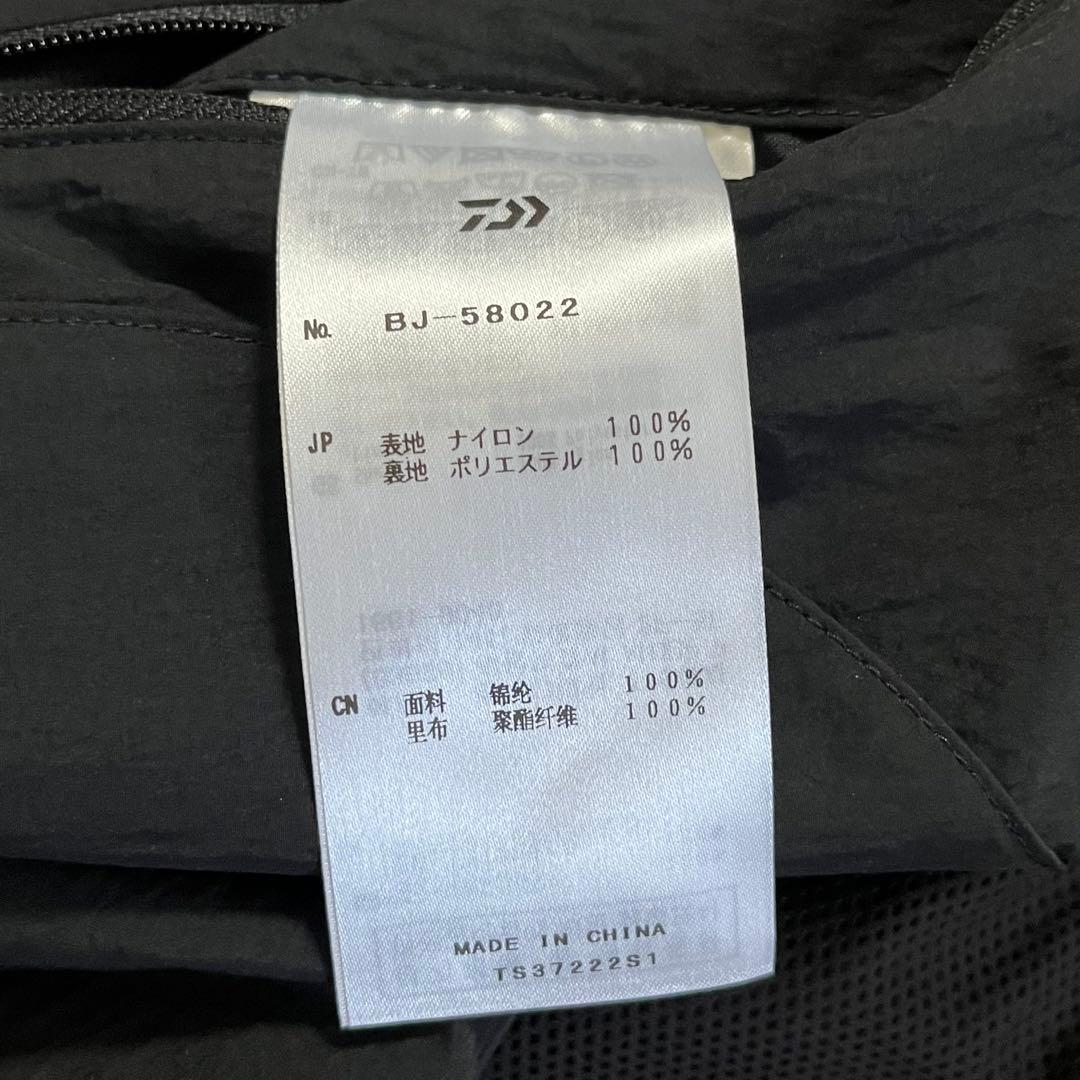 No. BJ-58022
JP 表地 ナイロン 100%
裏地 ポリエステル 100%
CN 面料 锦纶 100%
里布 聚酯纤维 100%
MADE IN CHINA
TS37222S1